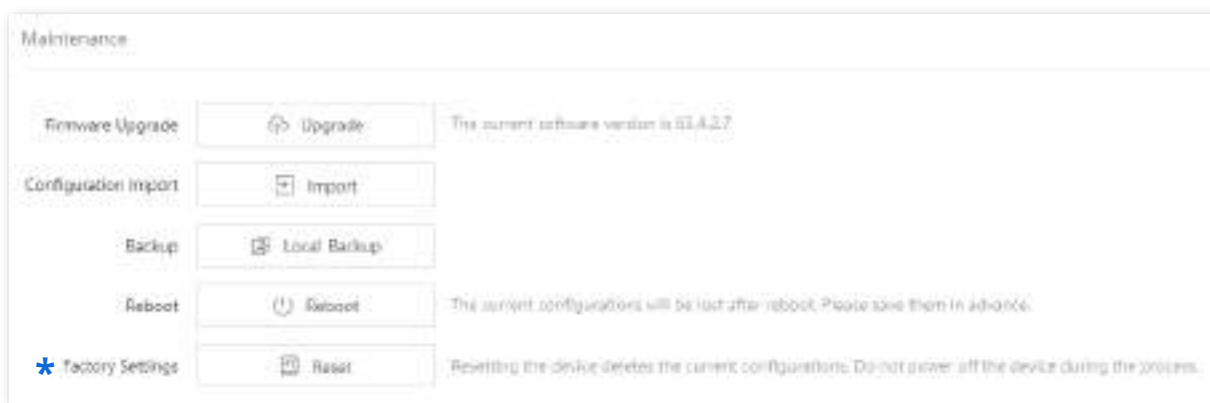 Maintenance
Firmware Upgrade Upgrade The current software version is
Configuration Import Import
Backup Local Backup
Reboot Reboot The current configurations will be lost after reboot. Please save them in advance.
* Factory Settings Reset Resetting the device deletes the current configurations. Do not power off the device during the process.